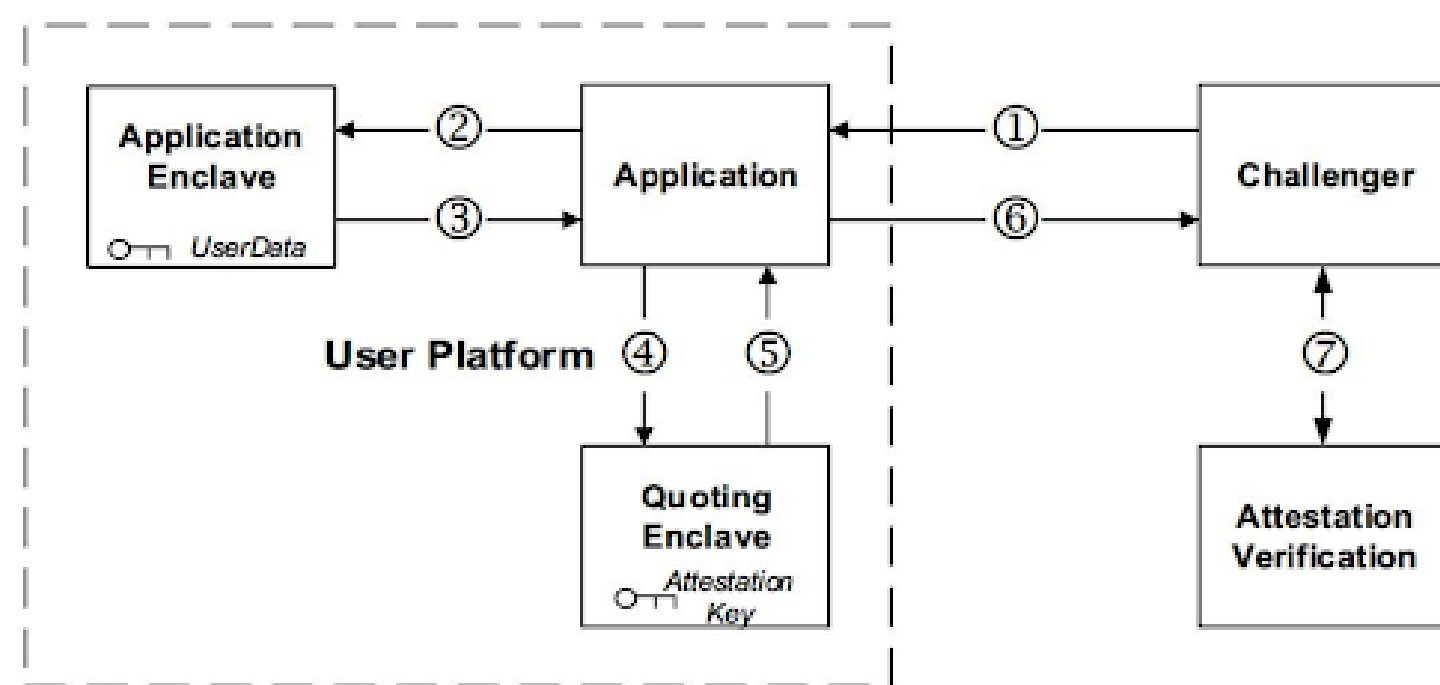 Application
Enclave
UserData
②
③
Application
①
⑥
Challenger
User Platform
④
⑤
⑦
Quoting
Enclave
Attestation
Key
Attestation
Verification